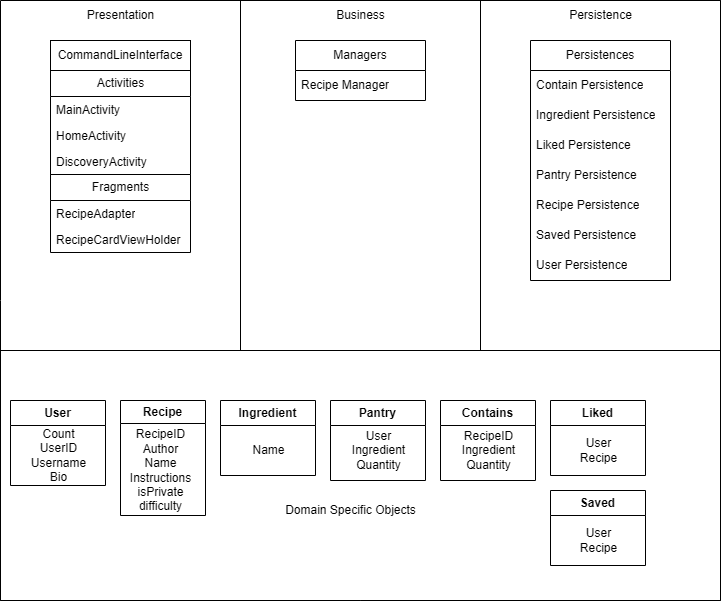 Presentation
Business
Persistence
CommandLineInterface
Activities
MainActivity
HomeActivity
DiscoveryActivity
Fragments
RecipeAdapter
RecipeCardViewHolder
Managers
Recipe Manager
Persistences
Contain Persistence
Ingredient Persistence
Liked Persistence
Pantry Persistence
Recipe Persistence
Saved Persistence
User Persistence
User
Count
UserID
Username
Bio
Recipe
RecipeID
Author
Name
Instructions
isPrivate
difficulty
Ingredient
Name
Pantry
User
Ingredient
Quantity
Contains
RecipeID
Ingredient
Quantity
Liked
User
Recipe
Saved
User
Recipe
Domain Specific Objects